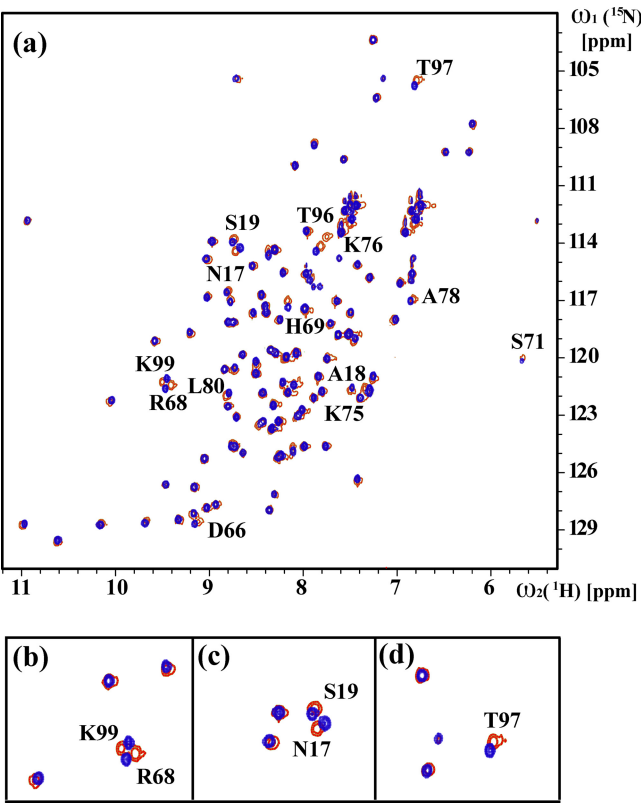 (a)
ω₁ (¹⁵N)
[ppm]
T97
105
108
111
S19
T96
K76
114
N17
A78
117
H69
S71
K99
120
L80
A18
R68
K75
123
126
D66
129
11
10
9
8
7
6
ω₂(¹H) [ppm]
(b)
(c)
(d)
S19
K99
T97
N17
R68